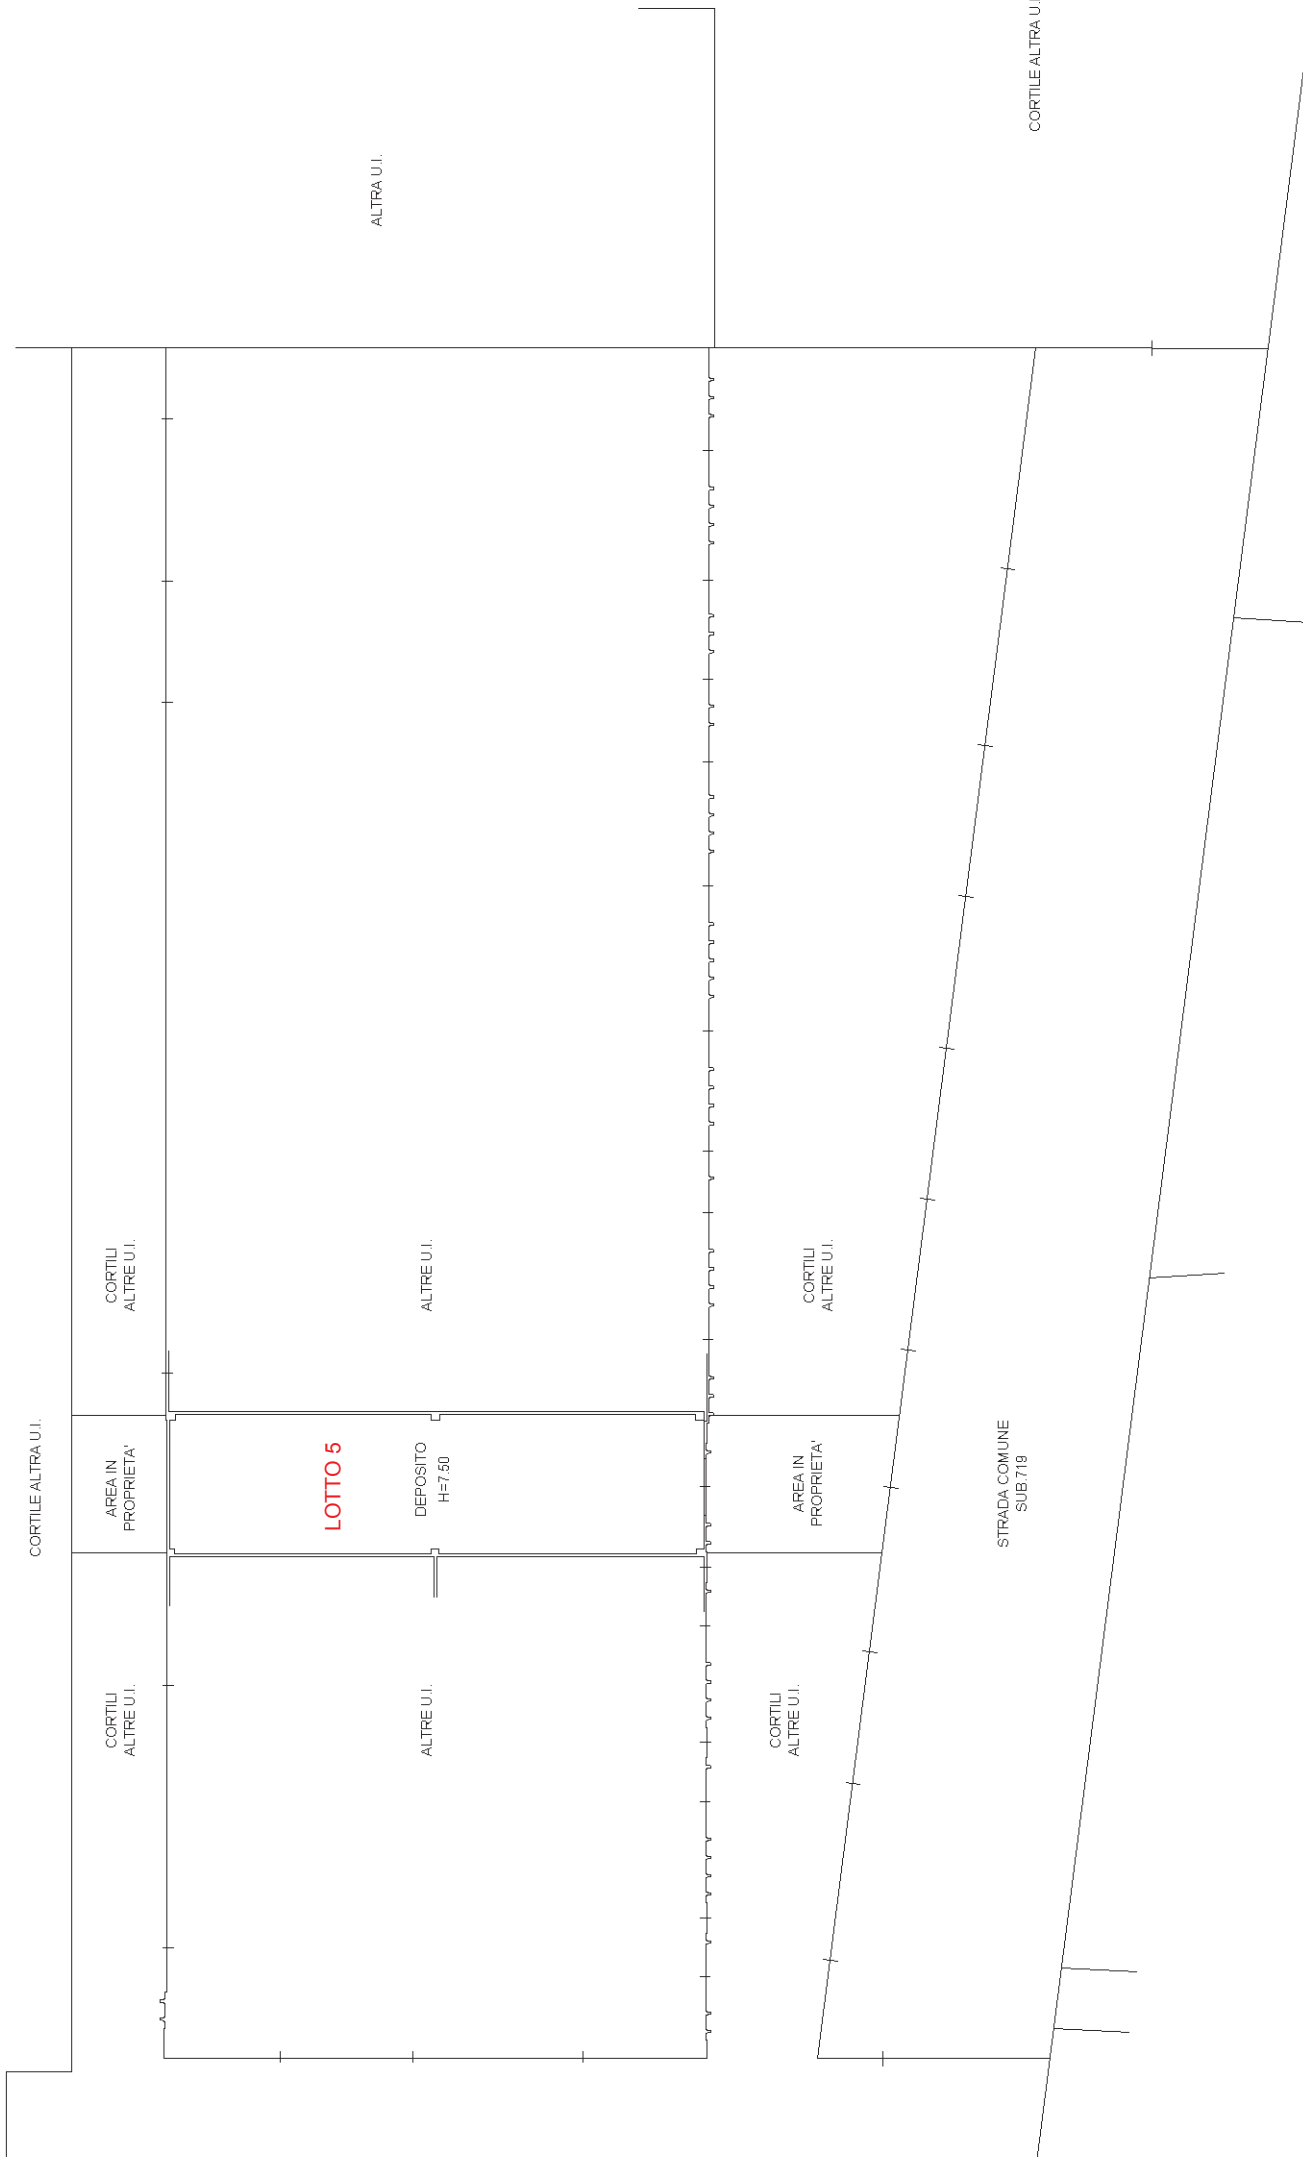 CORTILE ALTRA U.I.
CORTILI
ALTRE U.I.
AREA IN
PROPRIETA'
CORTILI
ALTRE U.I.
ALTRE U.I.
LOTTO 5
DEPOSITO
H=7.50
ALTRE U.I.
ALTRA U.I.
CORTILI
ALTRE U.I.
AREA IN
PROPRIETA'
CORTILI
ALTRE U.I.
STRADA COMUNE
SUB.719
CORTILE ALTRA U.I.